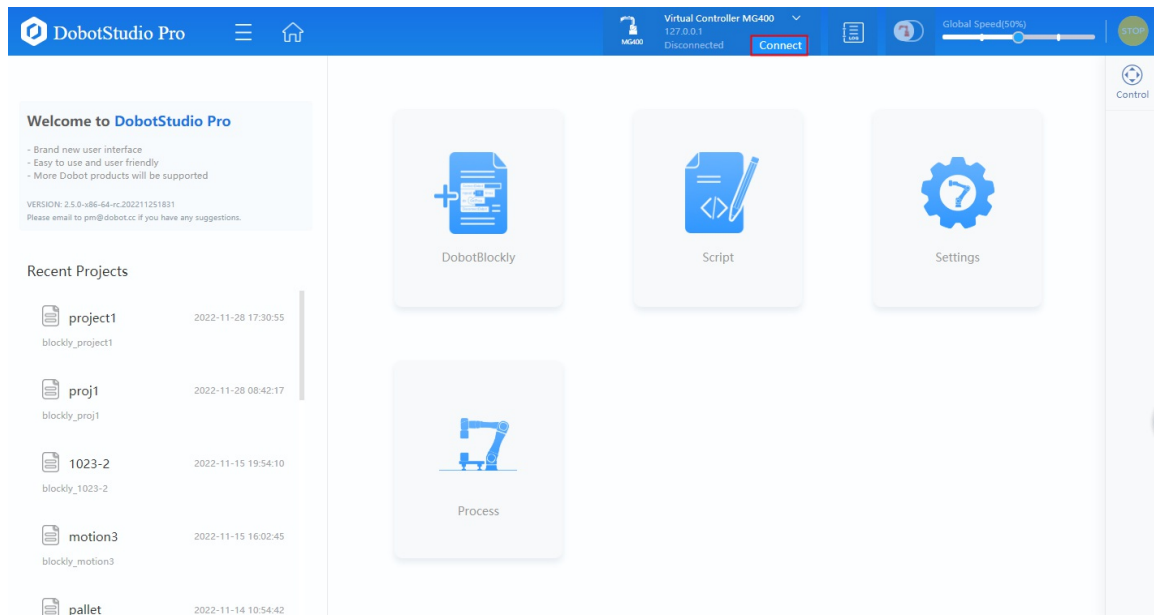 DobotStudio Pro
MG400
Virtual Controller MG400
127.0.0.1
Disconnected
Connect
LOG
Global Speed(50%)
STOP
Control
Welcome to DobotStudio Pro
- Brand new user interface
- Easy to use and user friendly
- More Dobot products will be supported
VERSION: 2.5.0-x86-64-rc.202211251831
Please email to pm@dobot.cc if you have any suggestions.
Recent Projects
project1 2022-11-28 17:30:55
blockly_project1
proj1 2022-11-28 08:42:17
blockly_proj1
1023-2 2022-11-15 19:54:10
blockly_1023-2
motion3 2022-11-15 16:02:45
blockly_motion3
pallet 2022-11-14 10:54:42
DobotBlockly
Script
Settings
Process